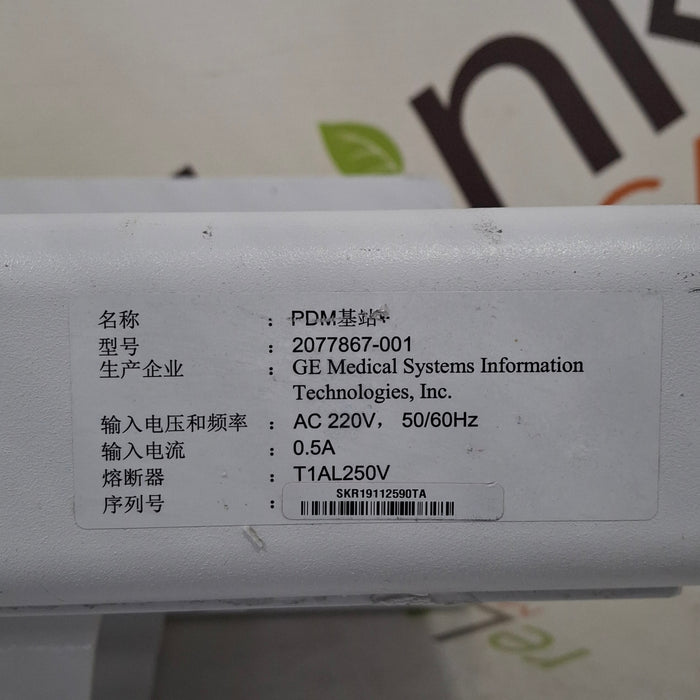 名称 : PDM基站
型号 : 2077867-001
生产企业 : GE Medical Systems Information
Technologies, Inc.
输入电压和频率 : AC 220V， 50/60Hz
输入电流 : 0.5A
熔断器 : T1AL250V
序列号 :
SKR19112590TA